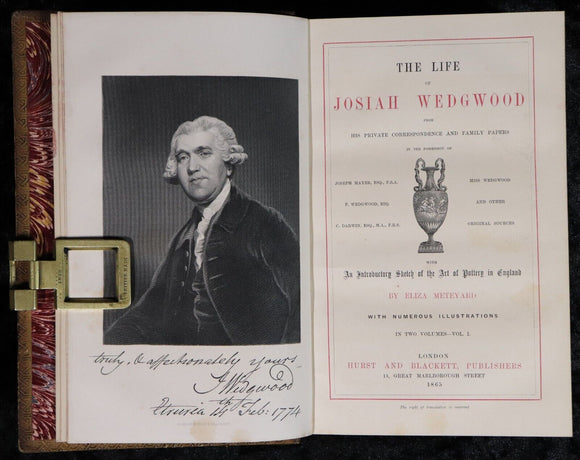 truly, & affectionately yours
J Wedgwood
Etruria
Feb: 1774
THE LIFE
OF
JOSIAH WEDGWOOD
FROM
HIS PRIVATE CORRESPONDENCE AND FAMILY PAPERS
IN THE POSSESSION OF
JOSEPH MAYER, ESQ., F.S.A.
MISS WEDGWOOD
F. WEDGWOOD, ESQ.
AND OTHER
C. DARWIN, ESQ., M.A., F.R.S.
ORIGINAL SOURCES
WITH
An Introductory Sketch of the Art of Pottery in England
BY ELIZA METEYARD
WITH NUMEROUS ILLUSTRATIONS
IN TWO VOLUMES—VOL. I.
LONDON
HURST AND BLACKETT, PUBLISHERS
13, GREAT MARLBOROUGH STREET
1865
The right of translation is reserved